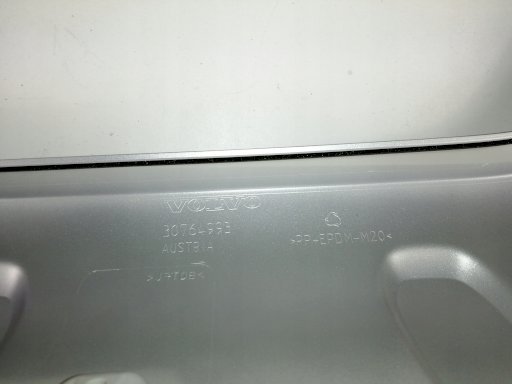 VOLVO
30764993
AUSTRIA
>PP+EPDM-M20<